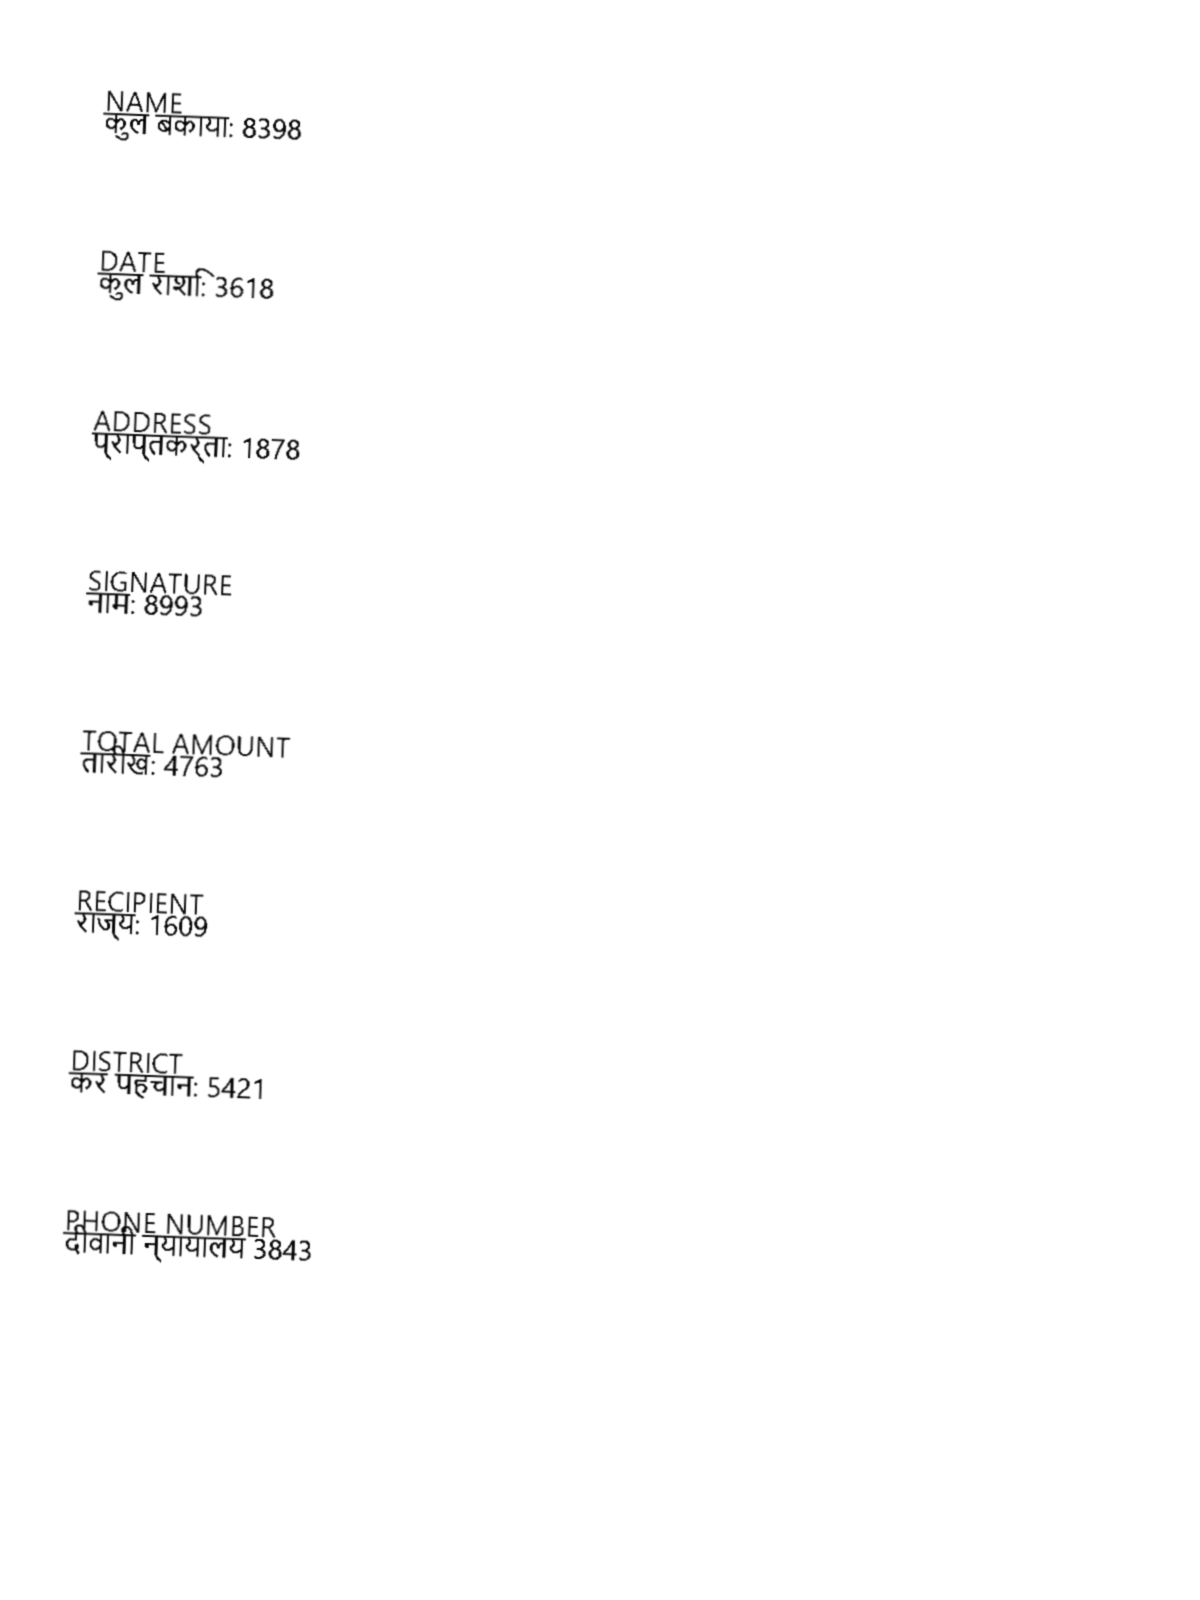 NAME
कुल बकाया: 8398
DATE
कुल राशि: 3618
ADDRESS
प्राप्तकर्ता: 1878
SIGNATURE
नाम: 8993
TOTAL AMOUNT
तारीख: 4763
RECIPIENT
राज्य: 1609
DISTRICT
कर पहचान: 5421
PHONE NUMBER
दीवानी न्यायालय 3843